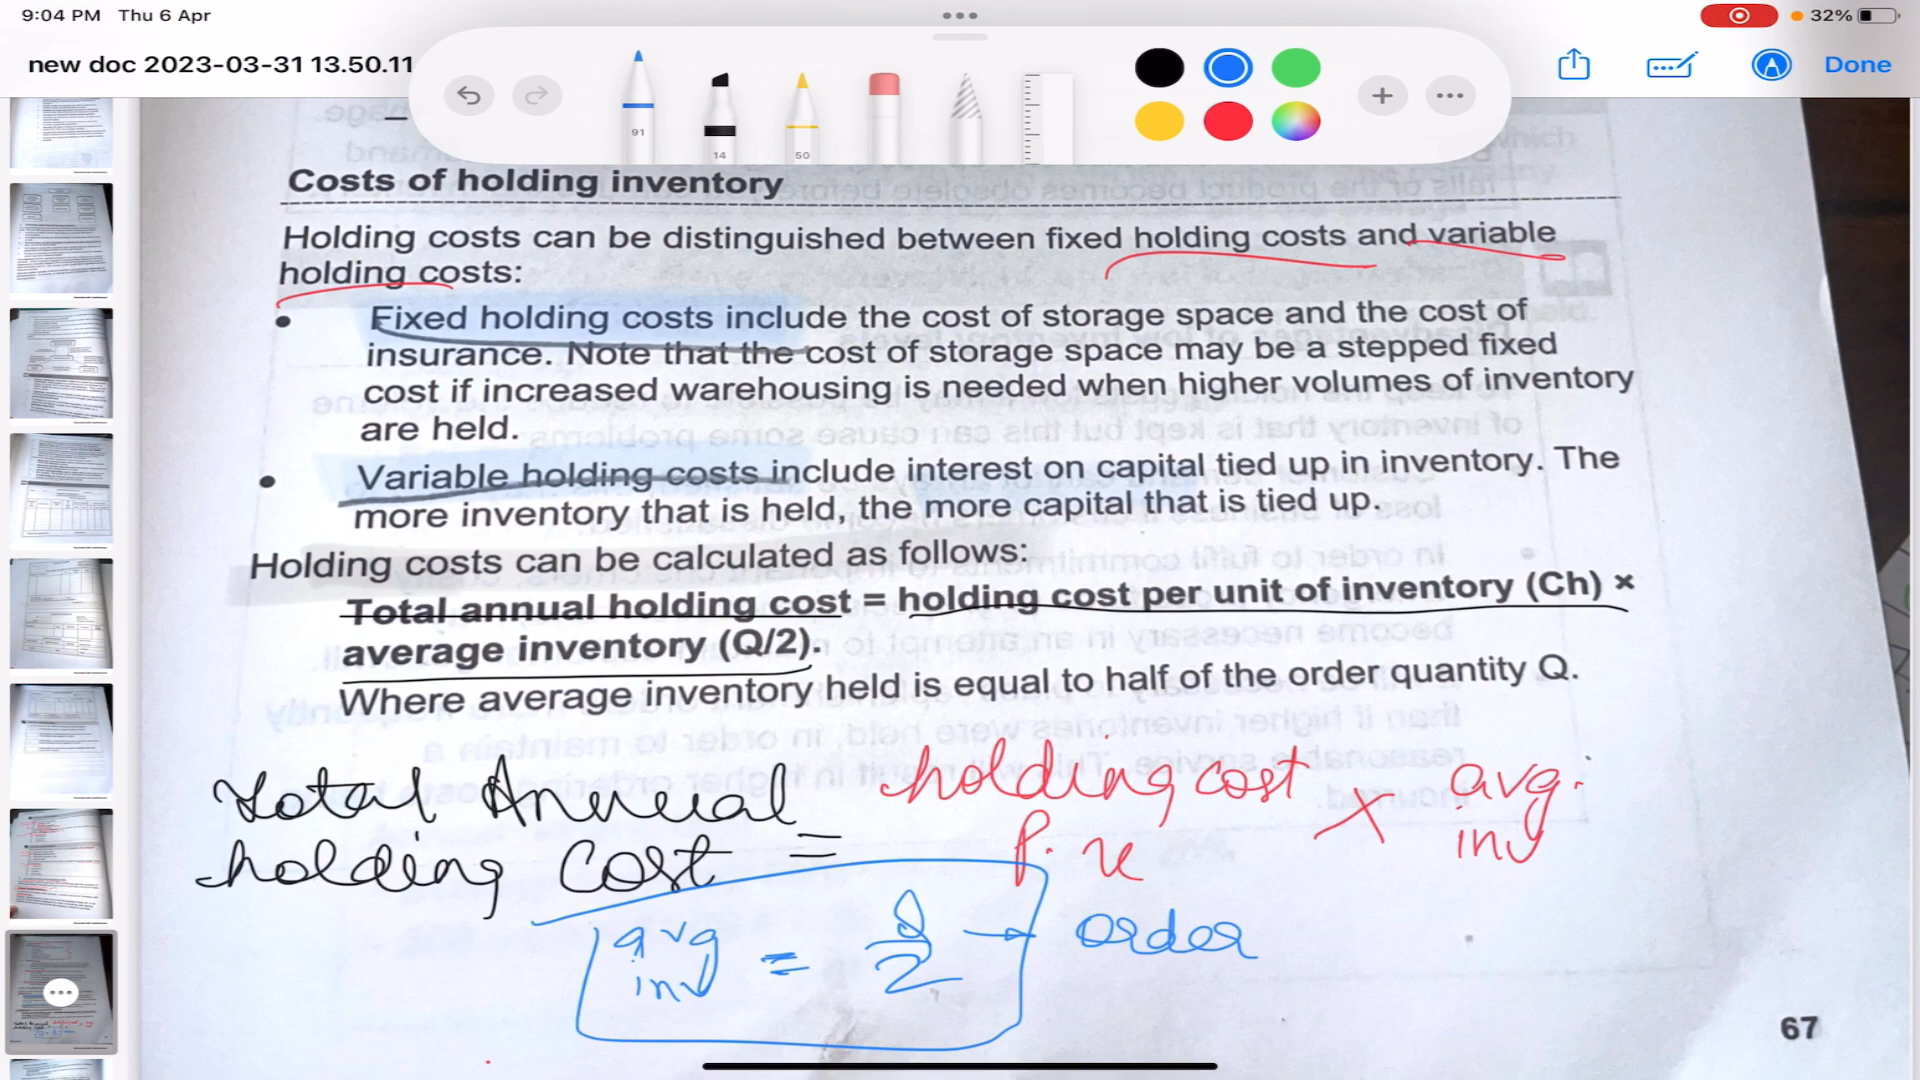 9:04 PM Thu 6 Apr
32%
new doc 2023-03-31 13.50.11
Done
91
14
50
Costs of holding inventory
Holding costs can be distinguished between fixed holding costs and variable
holding costs:
• Fixed holding costs include the cost of storage space and the cost of
insurance. Note that the cost of storage space may be a stepped fixed
cost if increased warehousing is needed when higher volumes of inventory
are held.
• Variable holding costs include interest on capital tied up in inventory. The
more inventory that is held, the more capital that is tied up.
Holding costs can be calculated as follows:
Total annual holding cost = holding cost per unit of inventory (Ch) ×
average inventory (Q/2).
Where average inventory held is equal to half of the order quantity Q.
Total Annual
holding cost =
holding cost
p. u
×
avg.
inv
avg
inv
=
Q
2
→ order
67